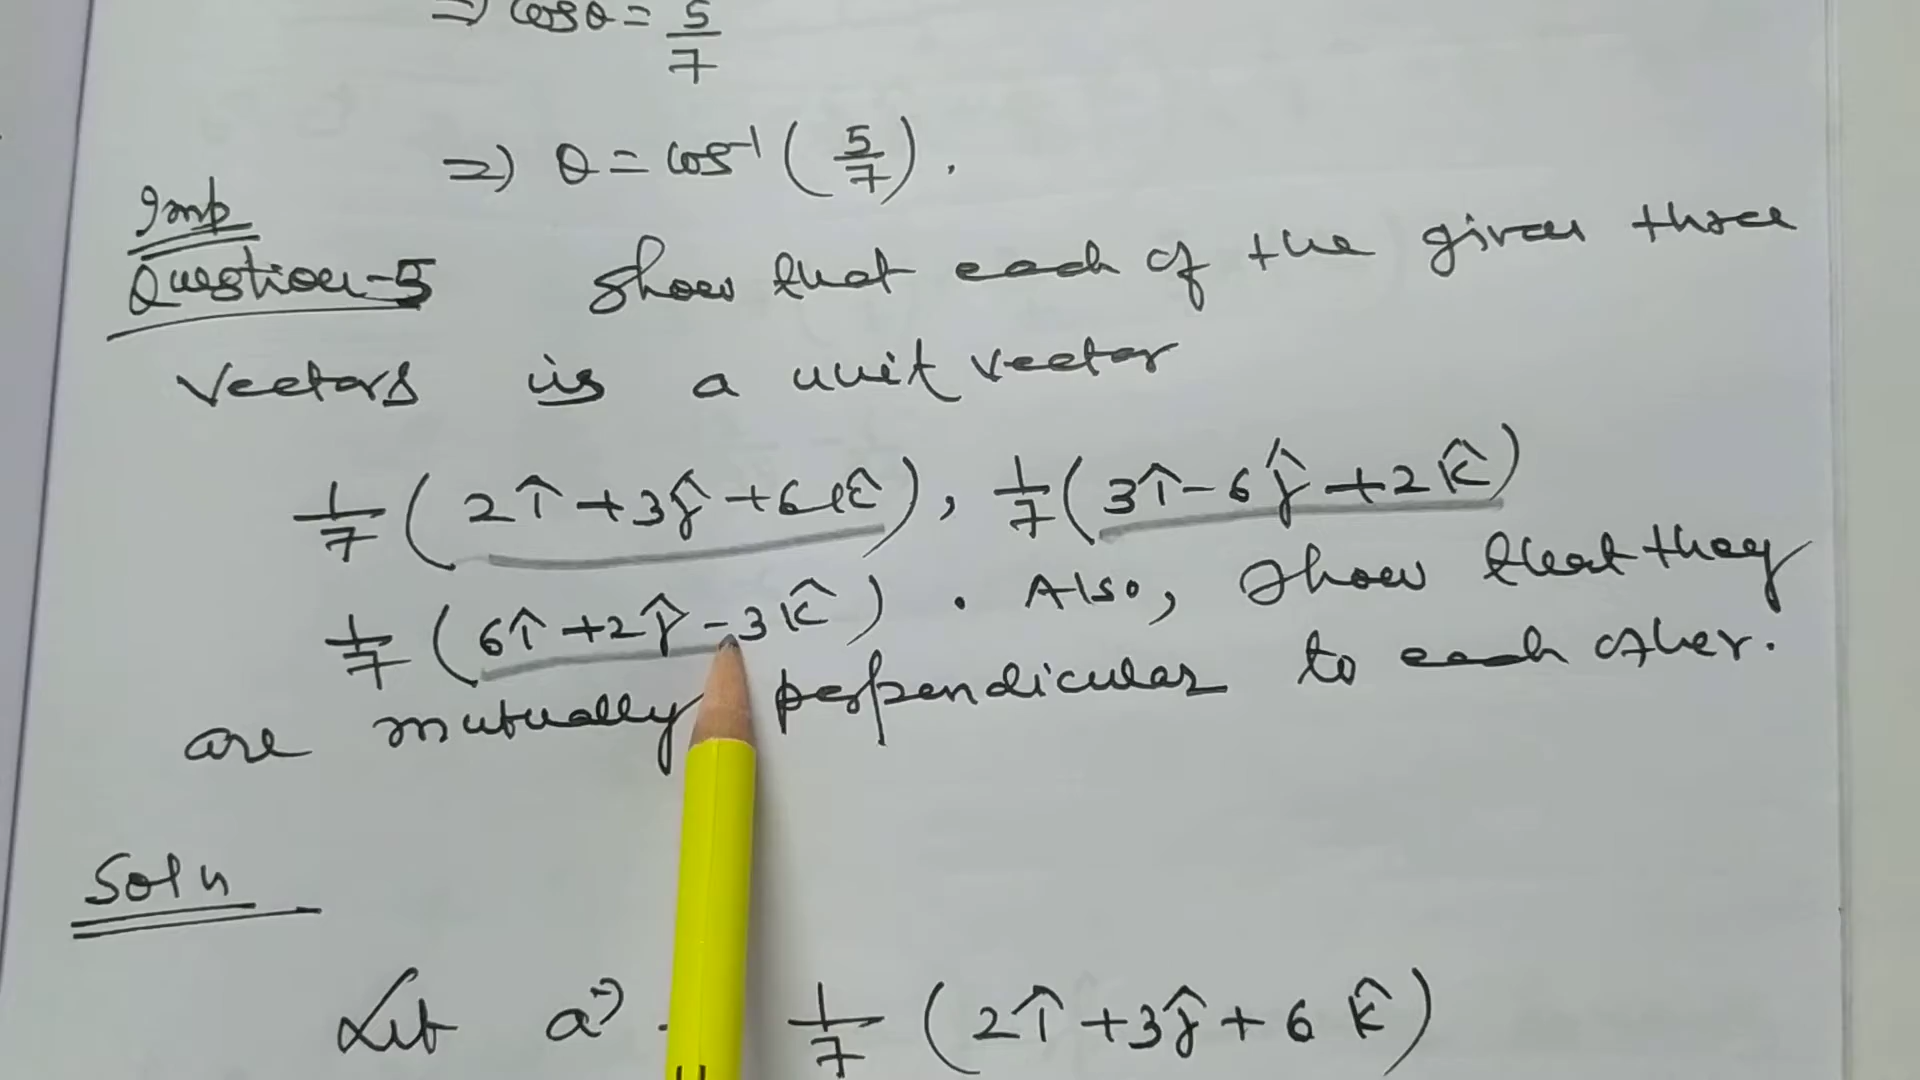 =) cosθ = 5/7
=) θ = cos⁻¹ (5/7).
Imp
Question-5 Show that each of the given three
vectors is a unit vector
1/7 (2î + 3ĵ + 6k̂), 1/7 (3î - 6ĵ + 2k̂)
1/7 (6î + 2ĵ - 3k̂). Also, show that they
are mutually perpendicular to each other.
Soln
Let a⃗ 1/7 (2î + 3ĵ + 6k̂)